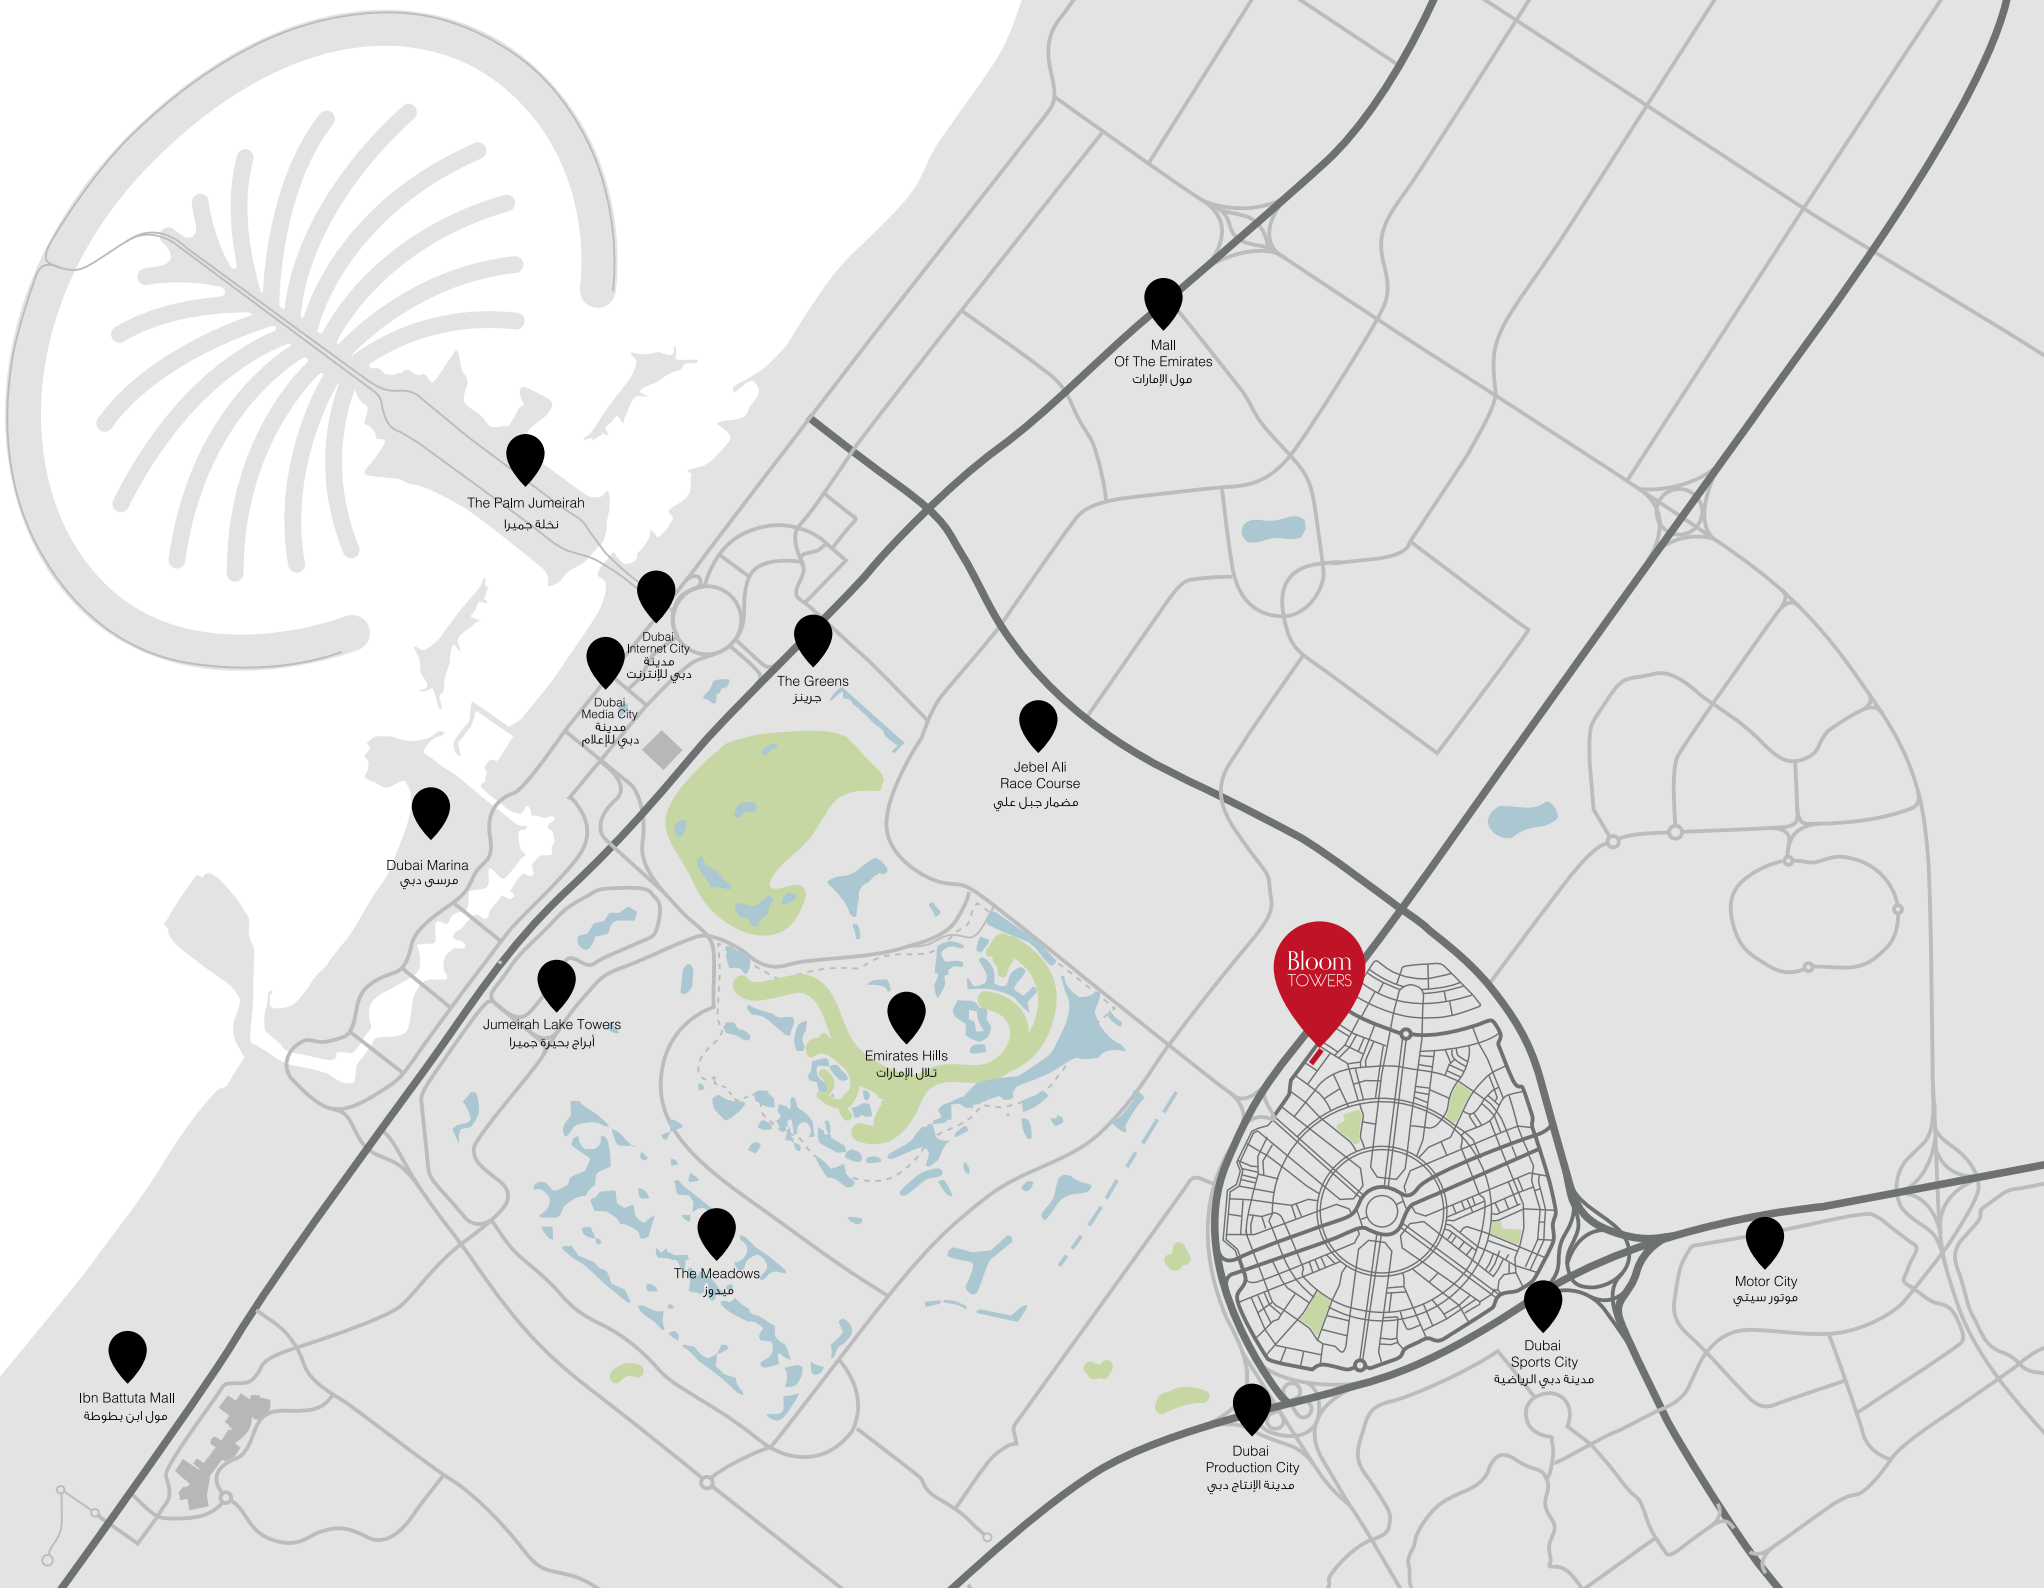 Mall
Of The Emirates
مول الإمارات
The Palm Jumeirah
نخلة جميرا
Dubai
Internet City
مدينة
دبي للإنترنت
The Greens
جرينز
Dubai
Media City
مدينة
دبي للإعلام
Jebel Ali
Race Course
مضمار جبل علي
Dubai Marina
مرسى دبي
Bloom
TOWERS
Jumeirah Lake Towers
أبراج بحيرة جميرا
Emirates Hills
تلال الإمارات
The Meadows
ميدوز
Motor City
موتور سيتي
Dubai
Sports City
مدينة دبي الرياضية
Ibn Battuta Mall
مول ابن بطوطة
Dubai
Production City
مدينة الإنتاج دبي